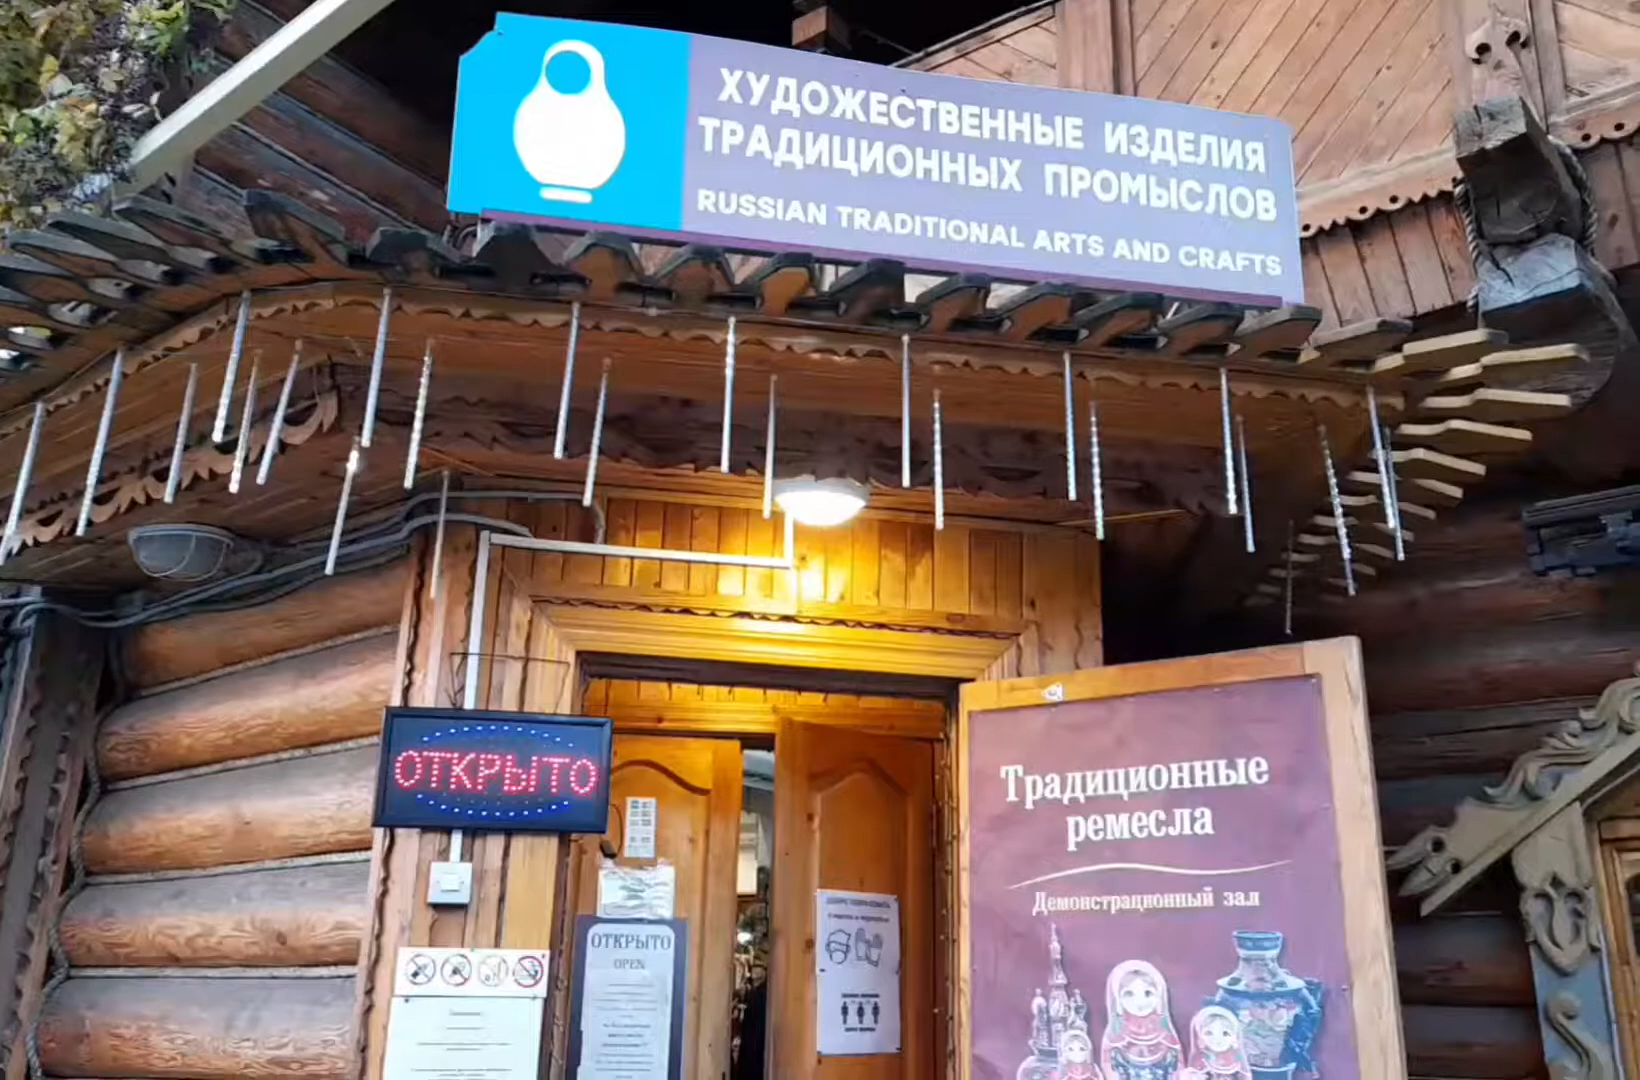 ХУДОЖЕСТВЕННЫЕ ИЗДЕЛИЯ
ТРАДИЦИОННЫХ ПРОМЫСЛОВ
RUSSIAN TRADITIONAL ARTS AND CRAFTS
ОТКРЫТО
Традиционные
ремесла
Демонстрационный зал
ОТКРЫТО
OPEN